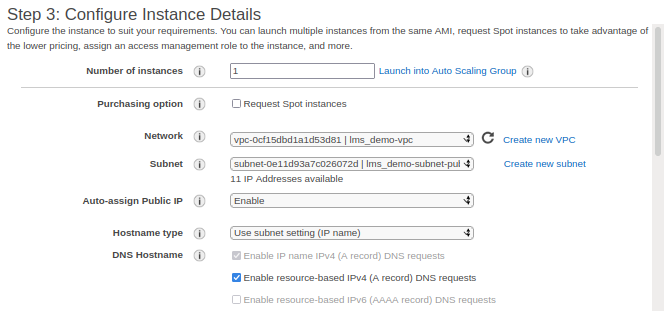 Step 3: Configure Instance Details
Configure the instance to suit your requirements. You can launch multiple instances from the same AMI, request Spot instances to take advantage of
the lower pricing, assign an access management role to the instance, and more.
Number of instances 1 Launch into Auto Scaling Group
Purchasing option Request Spot instances
Network vpc-0cf15dbd1a1d53d81 | lms_demo-vpc Create new VPC
Subnet subnet-0e11d93a7c026072d | lms_demo-subnet-pul Create new subnet
11 IP Addresses available
Auto-assign Public IP Enable
Hostname type Use subnet setting (IP name)
DNS Hostname Enable IP name IPv4 (A record) DNS requests
Enable resource-based IPv4 (A record) DNS requests
Enable resource-based IPv6 (AAAA record) DNS requests